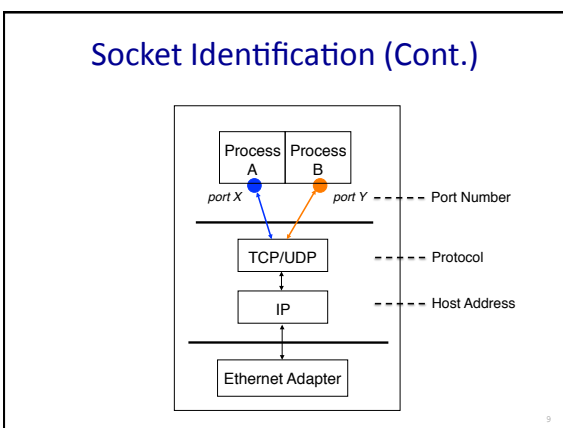 Socket Identification (Cont.)
Process Process
A B
port X port Y Port Number
TCP/UDP Protocol
IP Host Address
Ethernet Adapter
9